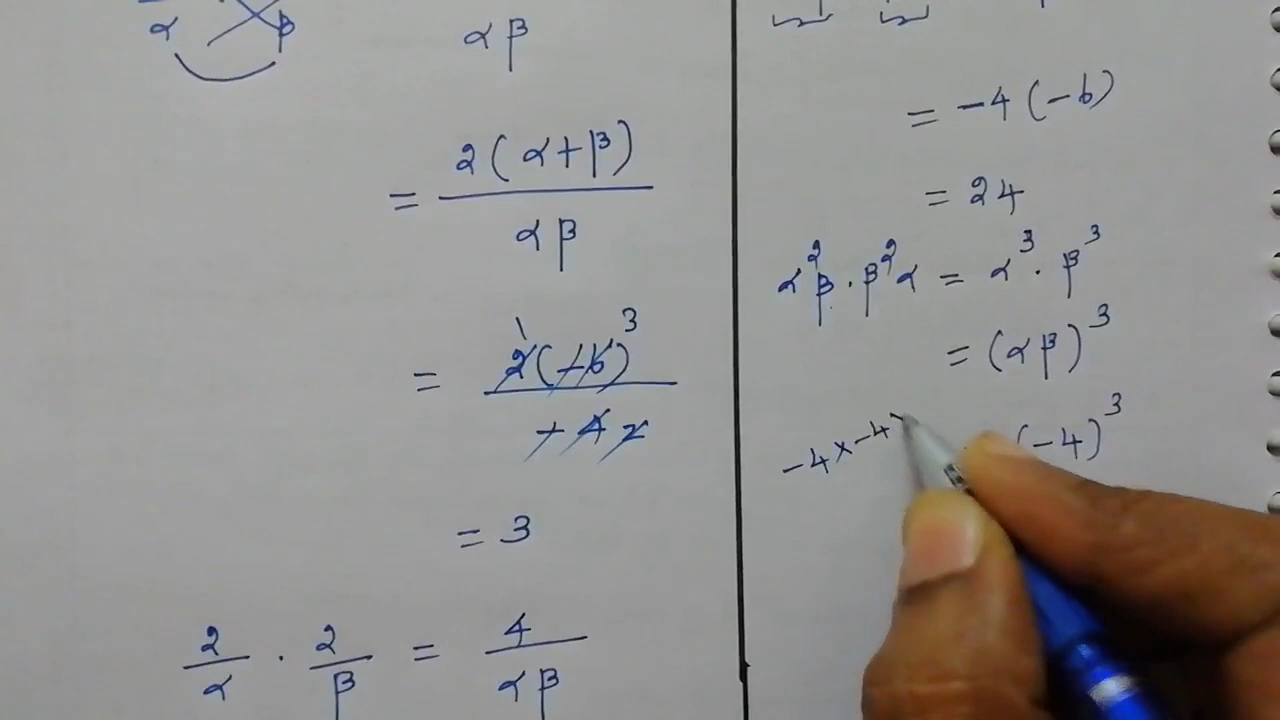 α β
α β
= 2(α+β) / αβ
= 2(-6) / -4
1 3
2
= 3
2/α · 2/β = 4/αβ
= -4(-6)
= 24
α²β · β²α = α³ · β³
= (αβ)³
(-4)³
-4×-4